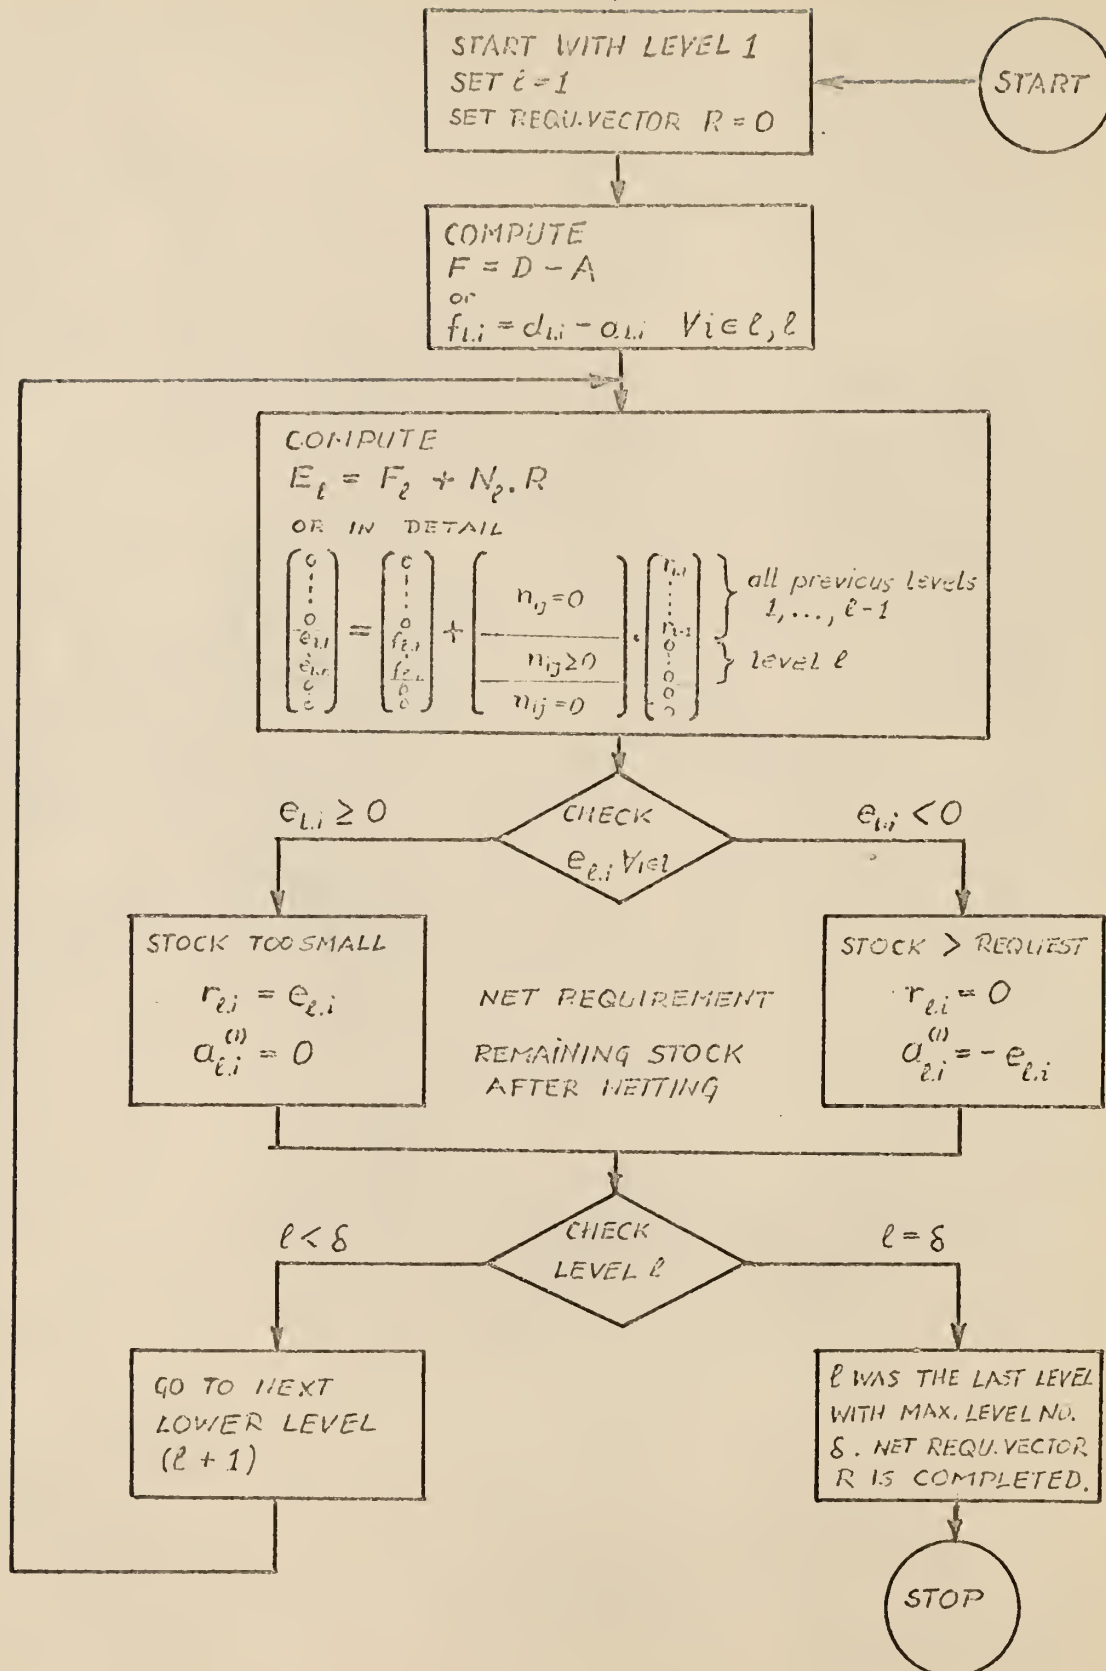 START
START WITH LEVEL 1
SET ℓ = 1
SET REQU.VECTOR R = 0
COMPUTE
F = D - A
or
f_{l.i} = d_{l.i} - a_{l.i} ∀i ∈ ℓ, ℓ
COMPUTE
E_ℓ = F_ℓ + N_ℓ . R
OR IN DETAIL
n_{ij} = 0
n_{ij} ≥ 0
n_{ij} = 0
all previous levels
1, ..., ℓ-1
level ℓ
CHECK
e_{ℓ.i} ∀i∈l
e_{l.i} ≥ 0
e_{l.i} < 0
STOCK TOO SMALL
r_{ℓ.i} = e_{ℓ.i}
a_{ℓ.i}^{(1)} = 0
NET REQUIREMENT
REMAINING STOCK
AFTER NETTING
STOCK > REQUEST
r_{ℓ.i} = 0
a_{ℓ.i}^{(1)} = - e_{ℓ.i}
CHECK
LEVEL ℓ
ℓ < δ
ℓ = δ
GO TO NEXT
LOWER LEVEL
(ℓ + 1)
ℓ WAS THE LAST LEVEL
WITH MAX. LEVEL NO.
δ. NET REQU.VECTOR
R IS COMPLETED.
STOP